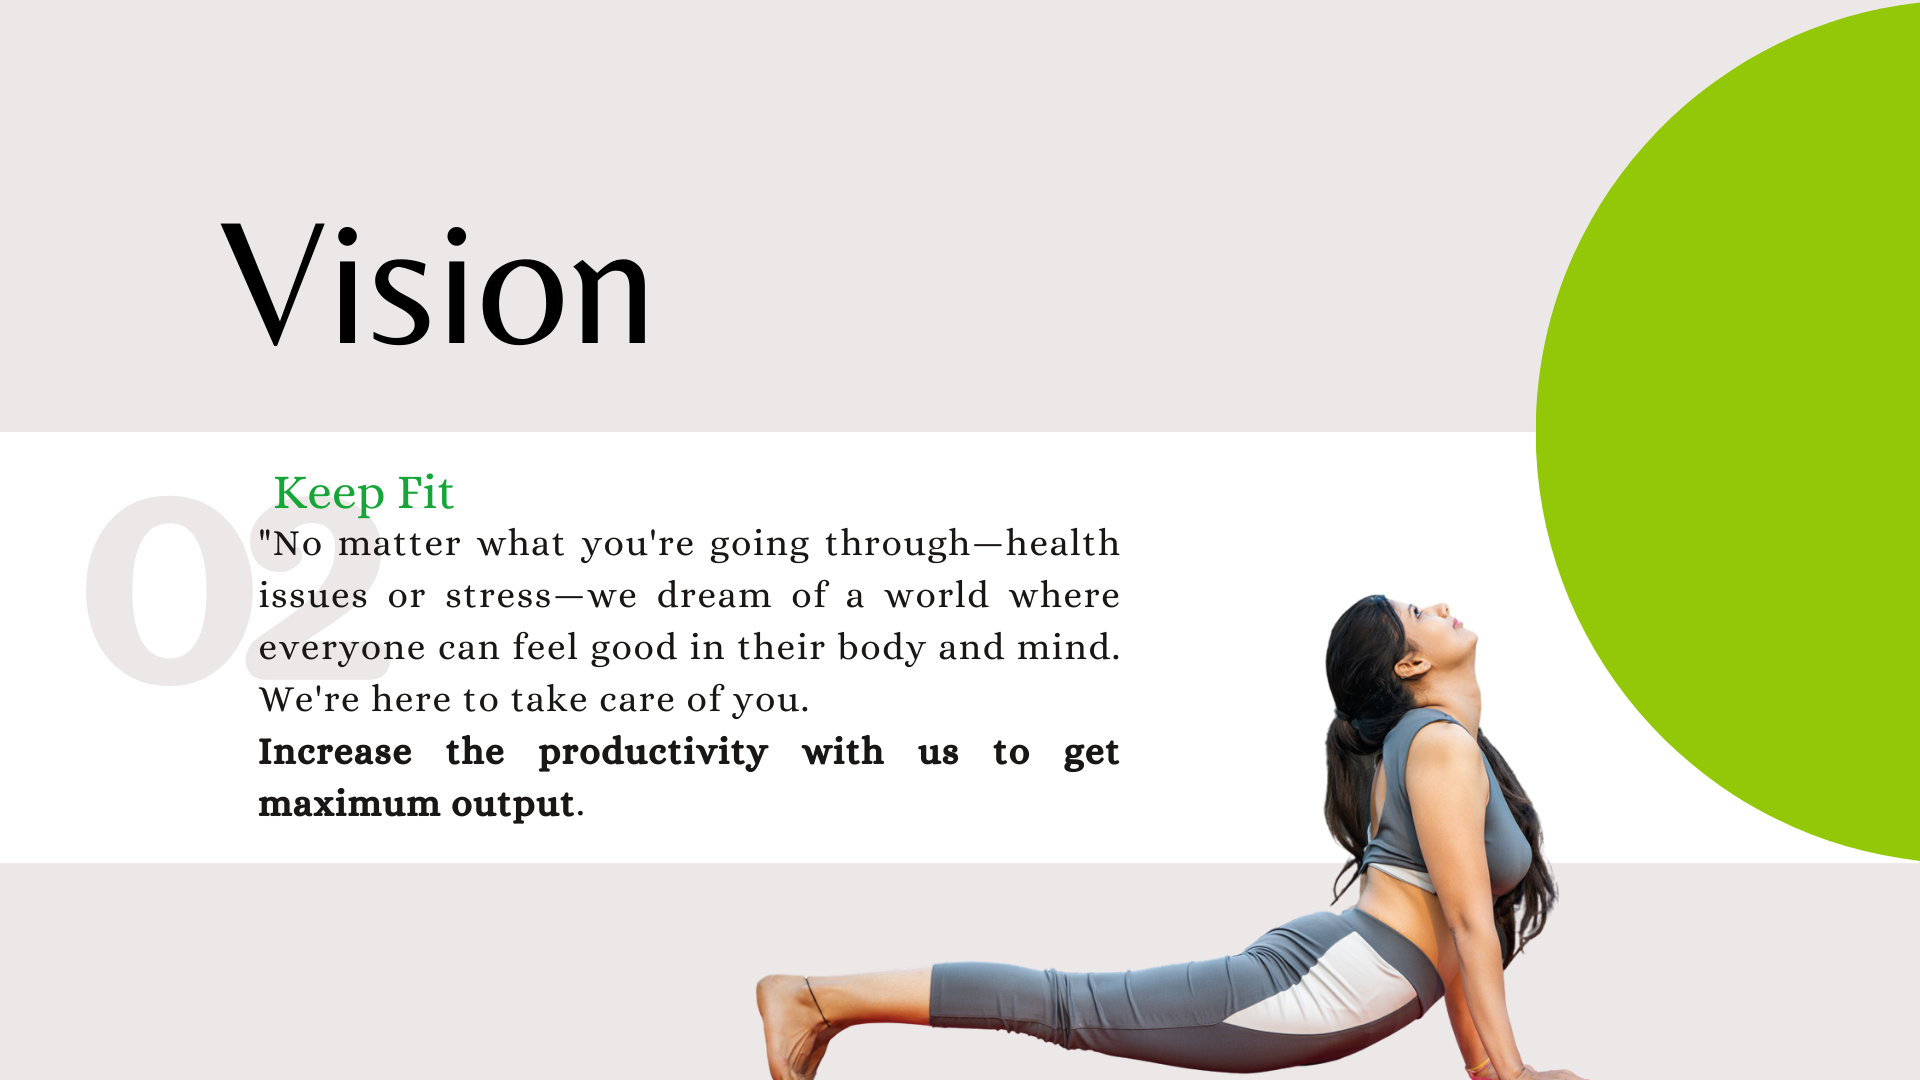 Vision
02
Keep Fit
"No matter what you're going through—health
issues or stress—we dream of a world where
everyone can feel good in their body and mind.
We're here to take care of you.
Increase the productivity with us to get
maximum output.